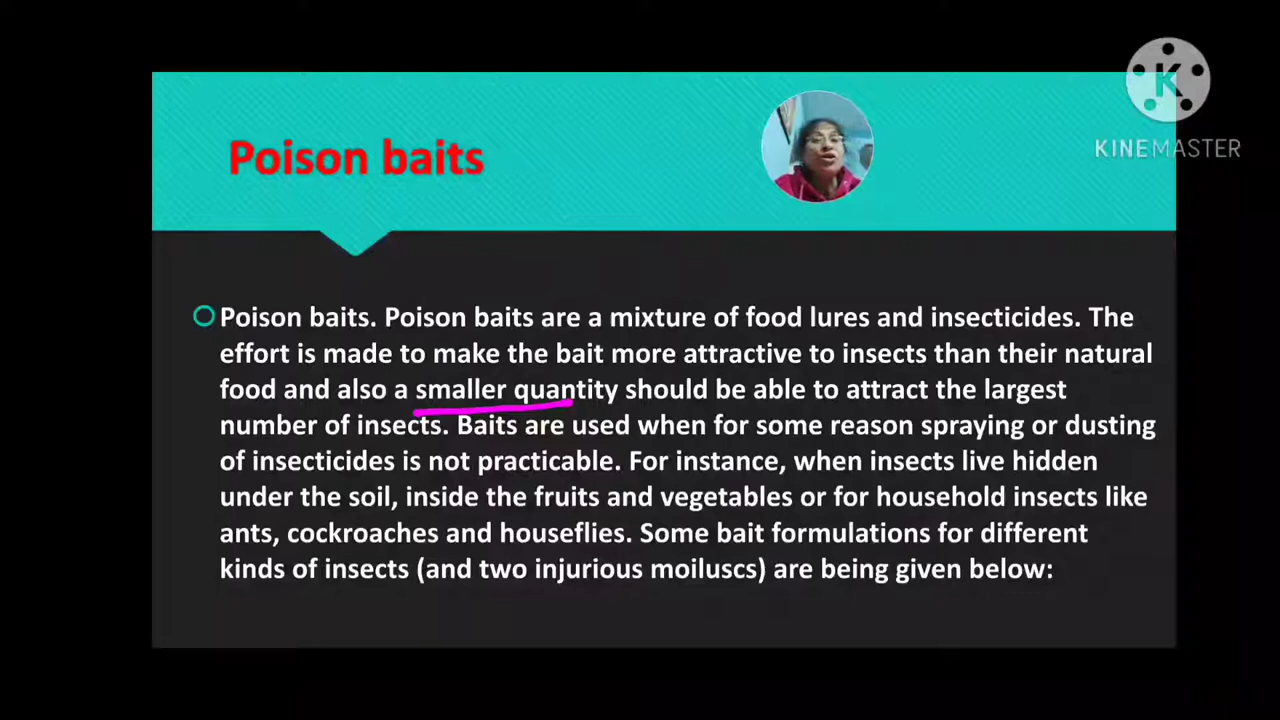 Poison baits
KINEMASTER
Poison baits. Poison baits are a mixture of food lures and insecticides. The
effort is made to make the bait more attractive to insects than their natural
food and also a smaller quantity should be able to attract the largest
number of insects. Baits are used when for some reason spraying or dusting
of insecticides is not practicable. For instance, when insects live hidden
under the soil, inside the fruits and vegetables or for household insects like
ants, cockroaches and houseflies. Some bait formulations for different
kinds of insects (and two injurious moiluscs) are being given below: